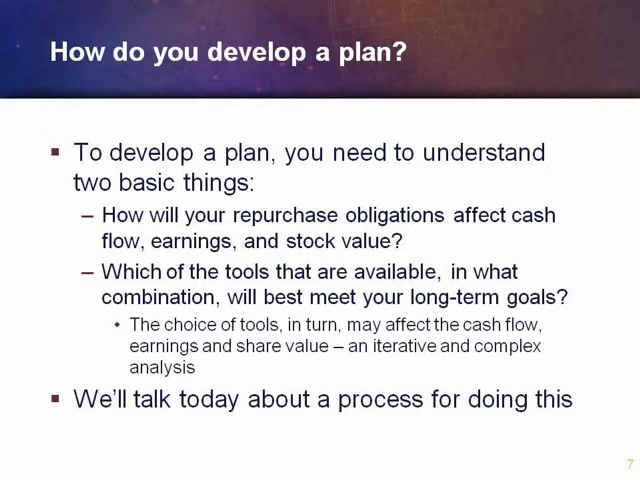 How do you develop a plan?
▪ To develop a plan, you need to understand
two basic things:
– How will your repurchase obligations affect cash
flow, earnings, and stock value?
– Which of the tools that are available, in what
combination, will best meet your long-term goals?
• The choice of tools, in turn, may affect the cash flow,
earnings and share value – an iterative and complex
analysis
▪ We'll talk today about a process for doing this
7